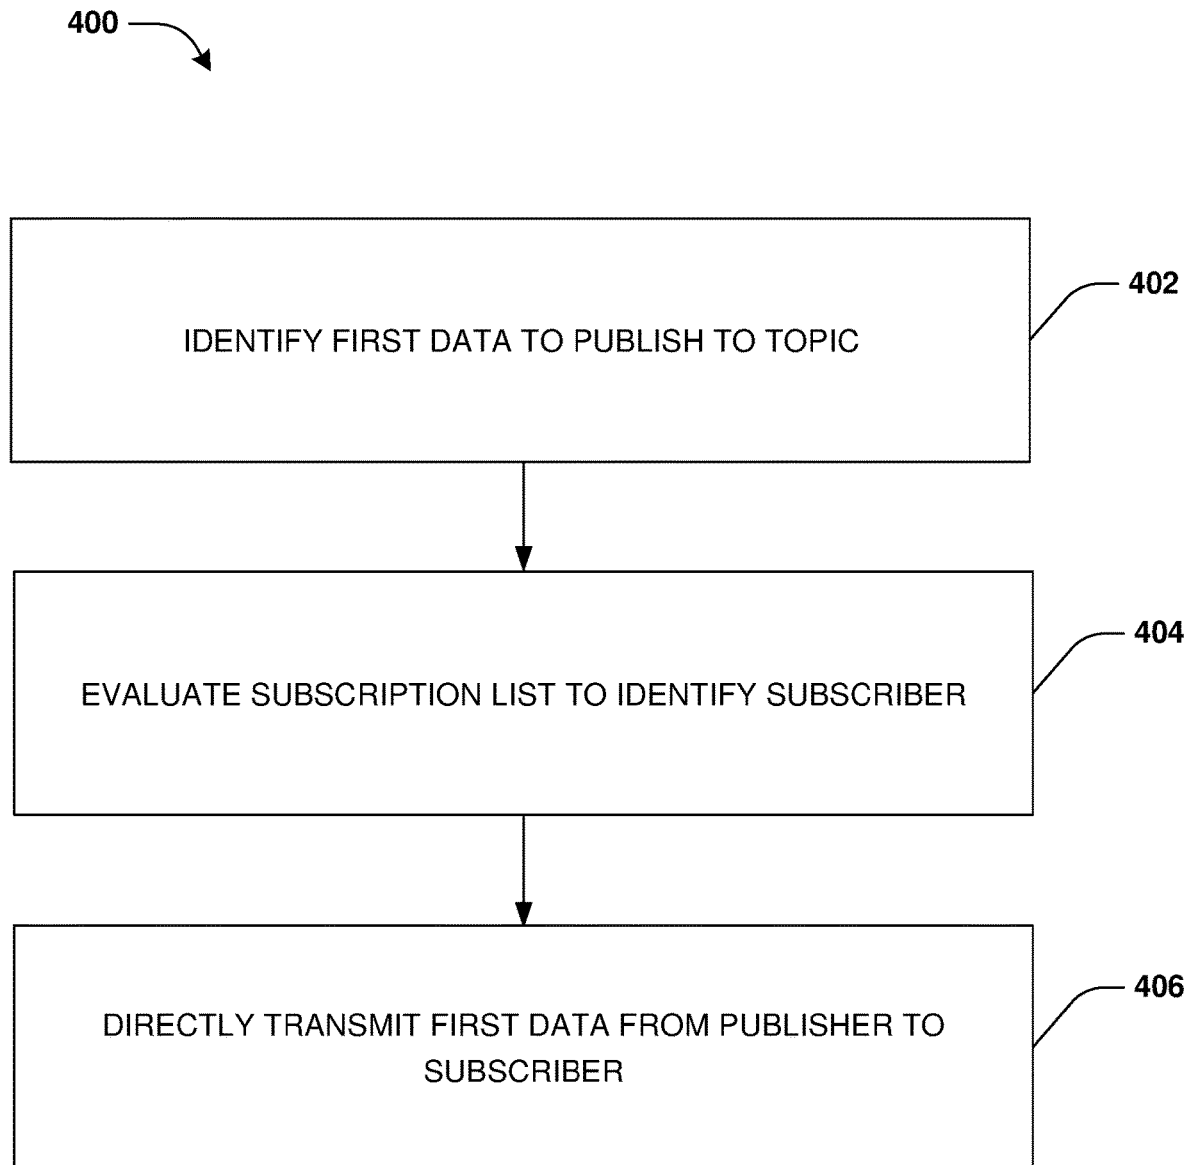 400
402
IDENTIFY FIRST DATA TO PUBLISH TO TOPIC
404
EVALUATE SUBSCRIPTION LIST TO IDENTIFY SUBSCRIBER
406
DIRECTLY TRANSMIT FIRST DATA FROM PUBLISHER TO
SUBSCRIBER